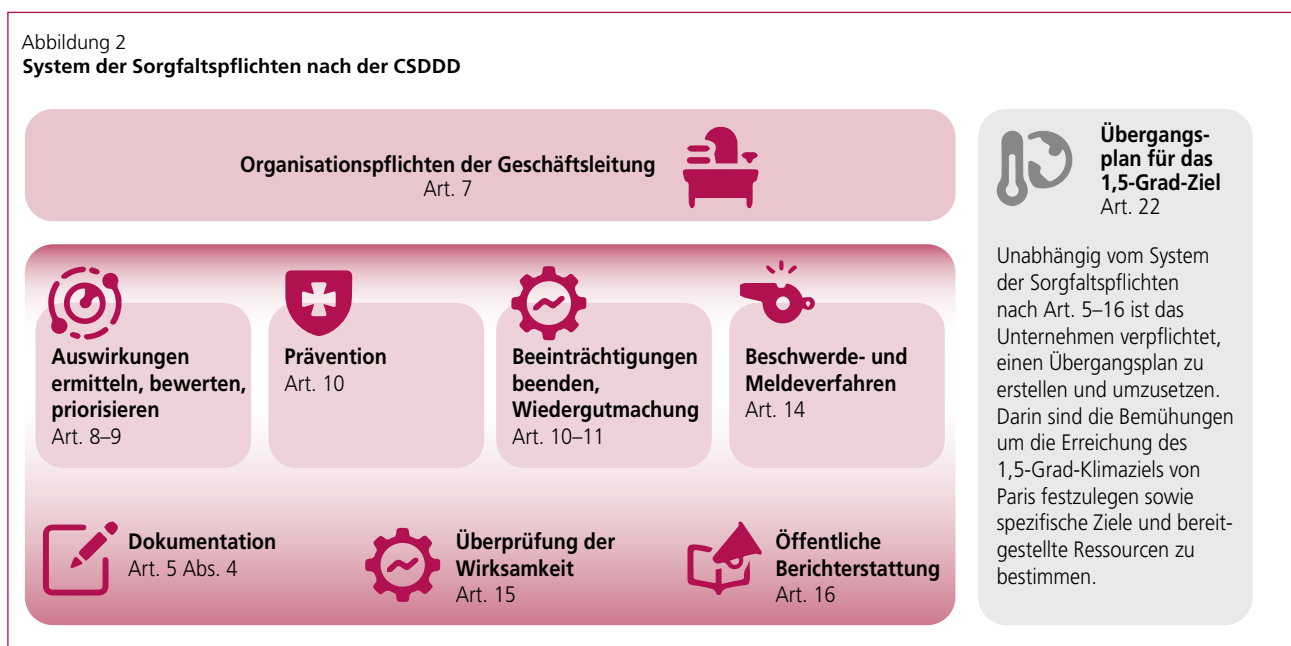 Abbildung 2
System der Sorgfaltspflichten nach der CSDDD
Organisationspflichten der Geschäftsleitung
Art. 7
Auswirkungen
ermitteln, bewerten,
priorisieren
Art. 8–9
Prävention
Art. 10
Beeinträchtigungen
beenden,
Wiedergutmachung
Art. 10–11
Beschwerde- und
Meldeverfahren
Art. 14
Dokumentation
Art. 5 Abs. 4
Überprüfung der
Wirksamkeit
Art. 15
Öffentliche
Berichterstattung
Art. 16
Übergangs-
plan für das
1,5-Grad-Ziel
Art. 22
Unabhängig vom System
der Sorgfaltspflichten
nach Art. 5–16 ist das
Unternehmen verpflichtet,
einen Übergangsplan zu
erstellen und umzusetzen.
Darin sind die Bemühungen
um die Erreichung des
1,5-Grad-Klimaziels von
Paris festzulegen sowie
spezifische Ziele und bereit-
gestellte Ressourcen zu
bestimmen.